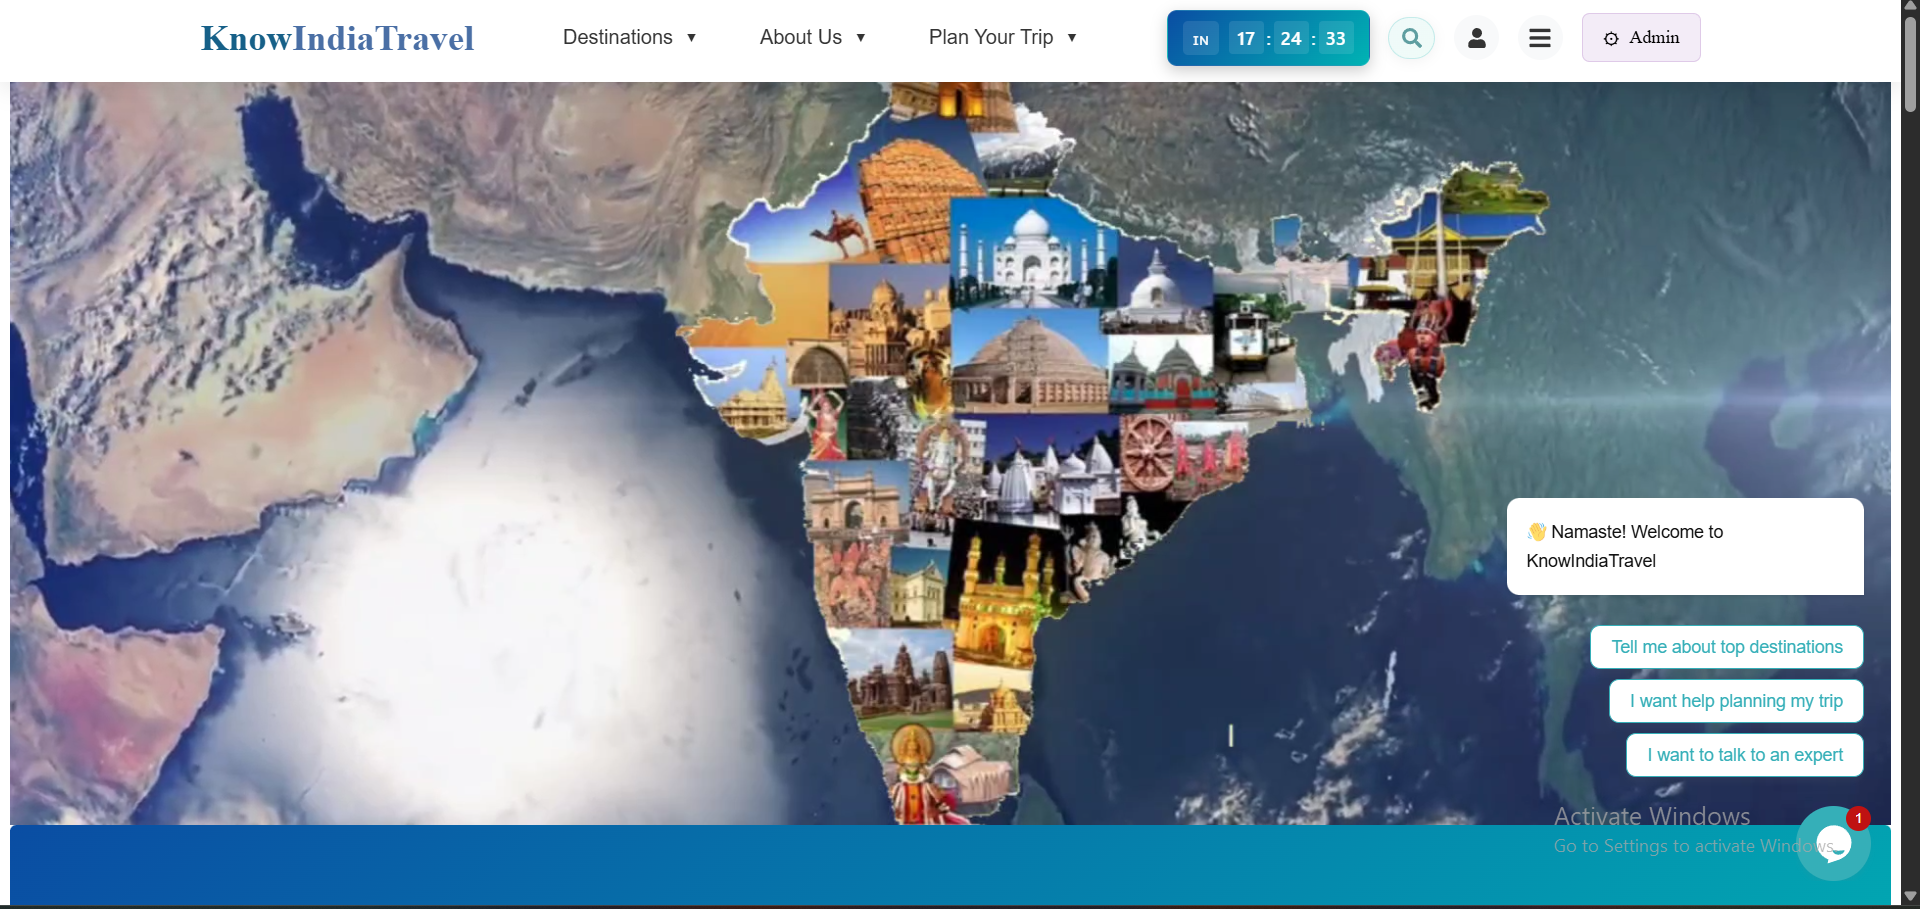 KnowIndiaTravel
Destinations ▼
About Us ▼
Plan Your Trip ▼
IN 17 : 24 : 33
Admin
👋 Namaste! Welcome to
KnowIndiaTravel
Tell me about top destinations
I want help planning my trip
I want to talk to an expert
Activate Windows
Go to Settings to activate Windows.
1